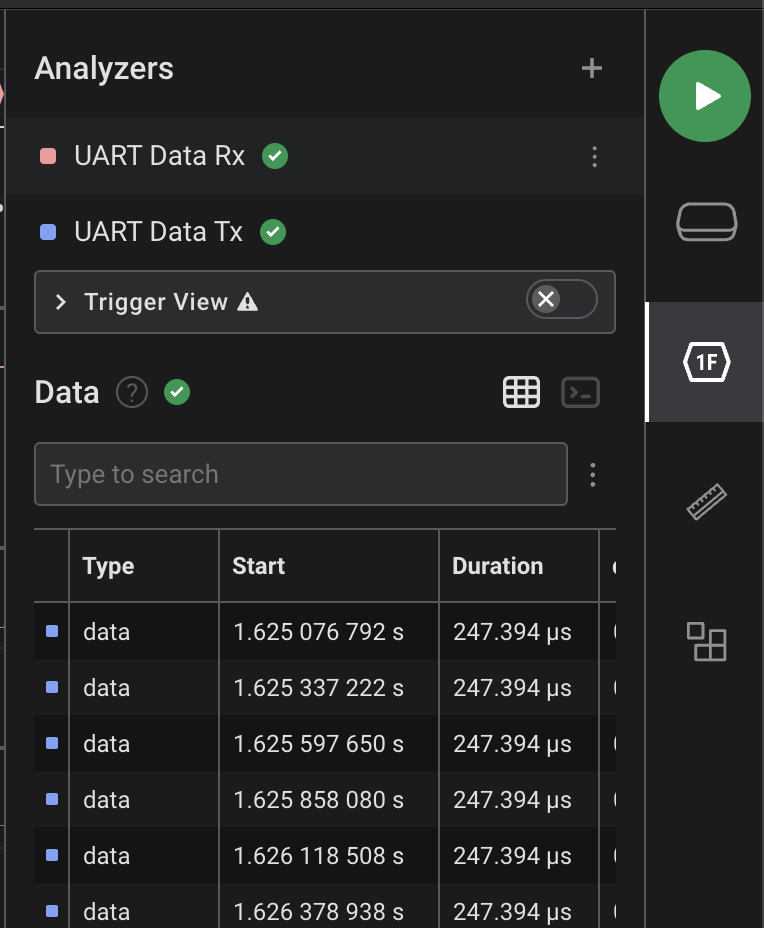 Analyzers
UART Data Rx
UART Data Tx
Trigger View
Data ?
1F
Type to search
Type Start Duration
data 1.625 076 792 s 247.394 μs
data 1.625 337 222 s 247.394 μs
data 1.625 597 650 s 247.394 μs
data 1.625 858 080 s 247.394 μs
data 1.626 118 508 s 247.394 μs
data 1.626 378 938 s 247.394 μs